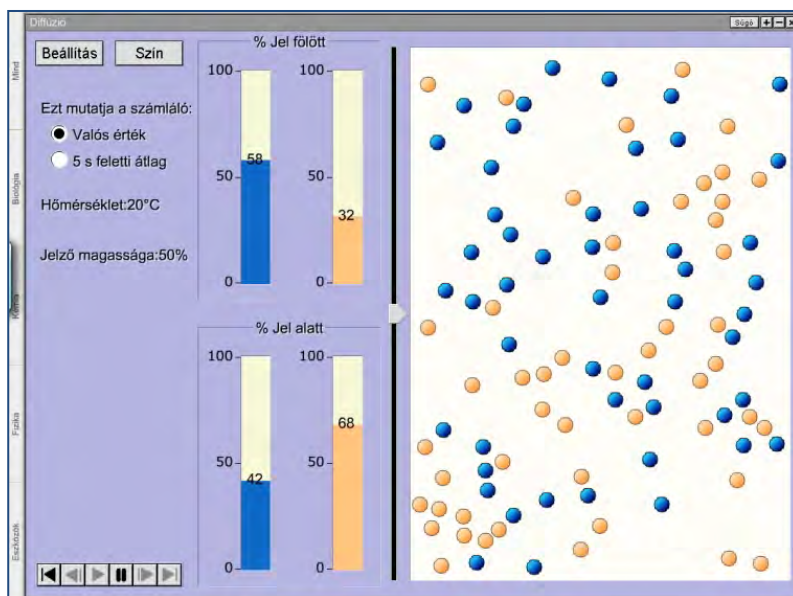 Diffúzió
Súgó
Beállítás
Szín
Ezt mutatja a számláló:
Valós érték
5 s feletti átlag
Hőmérséklet:20°C
Jelző magassága:50%
% Jel fölött
100
50
0
58
100
50
0
32
% Jel alatt
100
50
0
42
100
50
0
68
Mind
Biológia
Kémia
Fizika
Eszközök